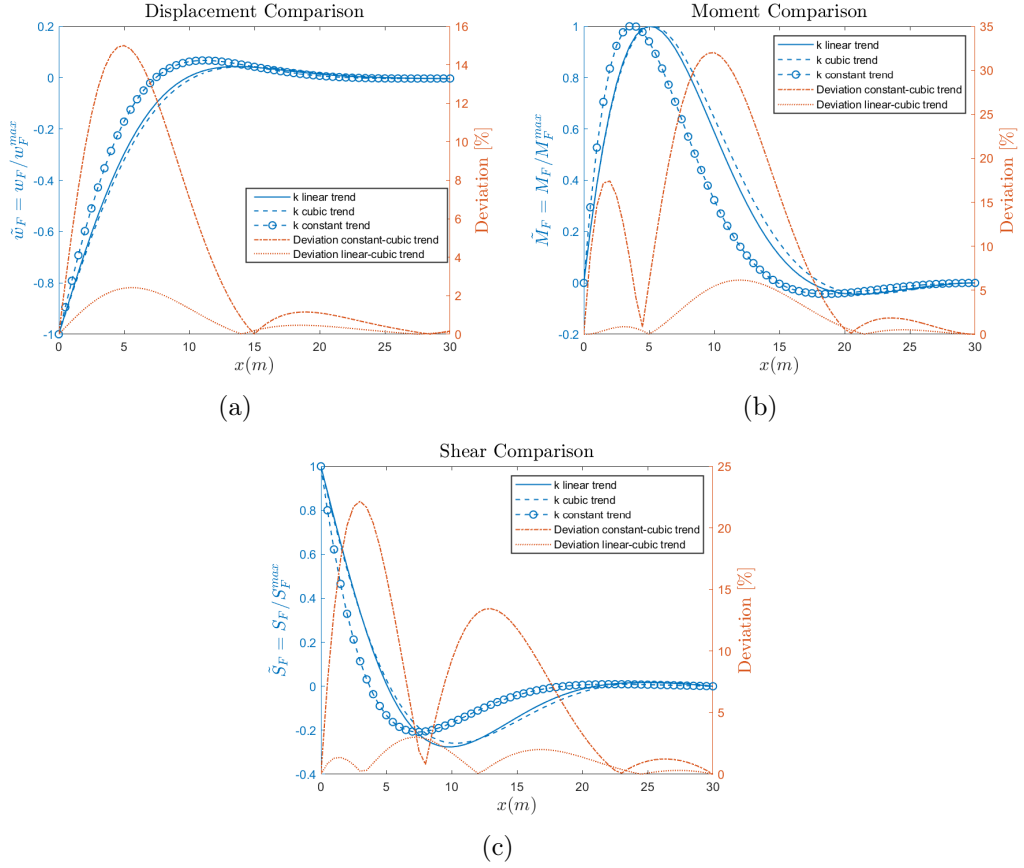 Displacement Comparison
0.2
0
-0.2
-0.4
-0.6
-0.8
-1
w̃_F = w_F/w_F^{max}
16
14
12
10
8
6
4
2
0
Deviation [%]
k linear trend
k cubic trend
k constant trend
Deviation constant-cubic trend
Deviation linear-cubic trend
0 5 10 15 20 25 30
x(m)
(a)
Moment Comparison
1
0.8
0.6
0.4
0.2
0
-0.2
M̃_F = M_F/M_F^{max}
35
30
25
20
15
10
5
0
Deviation [%]
k linear trend
k cubic trend
k constant trend
Deviation constant-cubic trend
Deviation linear-cubic trend
0 5 10 15 20 25 30
x(m)
(b)
Shear Comparison
1
0.8
0.6
0.4
0.2
0
-0.2
-0.4
S̃_F = S_F/S_F^{max}
25
20
15
10
5
0
Deviation [%]
k linear trend
k cubic trend
k constant trend
Deviation constant-cubic trend
Deviation linear-cubic trend
0 5 10 15 20 25 30
x(m)
(c)